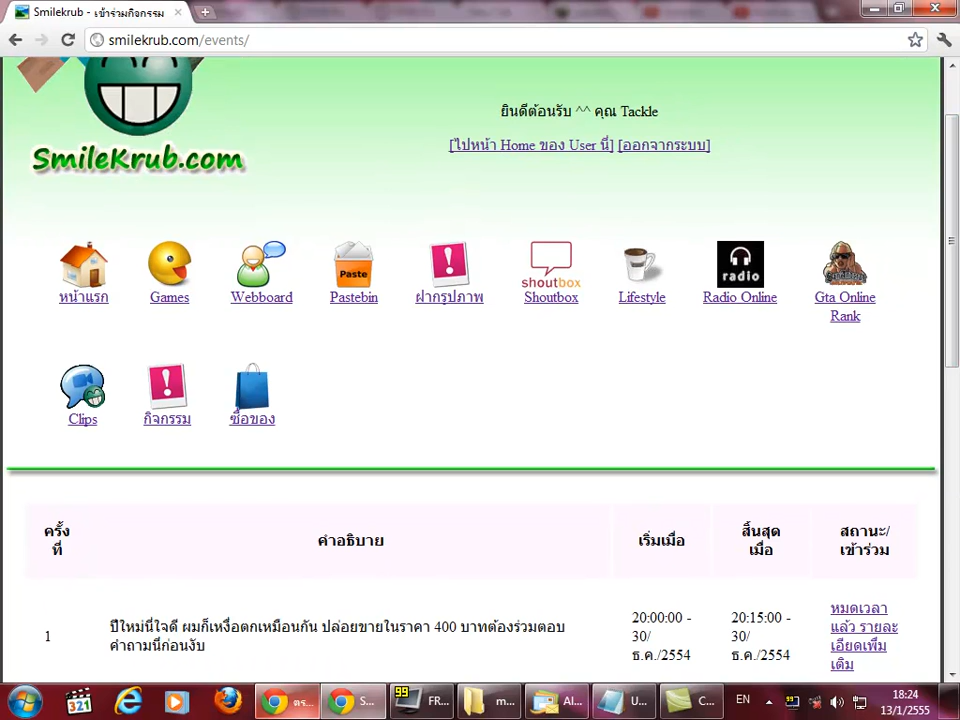 Smilekrub - เข้าร่วมกิจกรรม
smilekrub.com/events/
SmileKrub.com
ยินดีต้อนรับ ^^ คุณ Tackle
[ไปหน้า Home ของ User นี่] [ออกจากระบบ]
หน้าแรก
Games
Webboard
Paste
Pastebin
ฝากรูปภาพ
shoutbox
Shoutbox
Lifestyle
radio
Radio Online
Gta Online
Rank
Clips
กิจกรรม
ซื้อของ
ครั้ง
ที่
คำอธิบาย
เริ่มเมื่อ
สิ้นสุด
เมื่อ
สถานะ/
เข้าร่วม
1
ปีใหม่นี่ใจดี ผมก็เหงื่อตกเหมือนกัน ปล่อยขายในราคา 400 บาทต้องร่วมตอบ
คำถามนี่ก่อนงับ
20:00:00 -
30/
ธ.ค./2554
20:15:00 -
30/
ธ.ค./2554
หมดเวลา
แล้ว รายละ
เอียดเพิ่ม
เติม
321
99
FR...
m...
AI...
U...
C...
S...
EN
18:24
13/1/2555